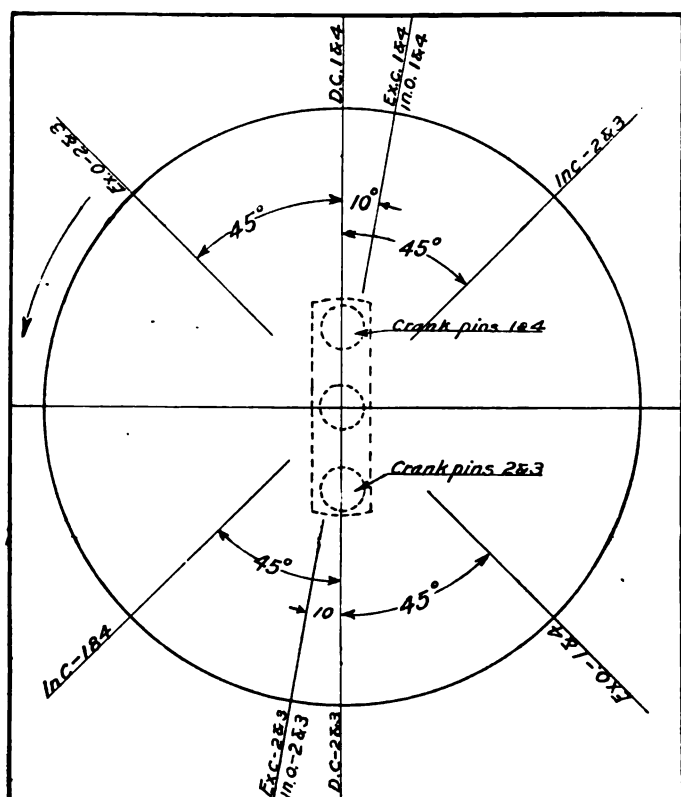 D.C. 1&4
Ex.C. 1&4
In.O. 1&4
Ex.O-2&3
InC-2&3
45°
10°
45°
Crank pins 1&4
Crank pins 2&3
45°
10
45°
InC-1&4
Ex.C-2&3
In.O.-2&3
D.C-2&3
ExO-1&4